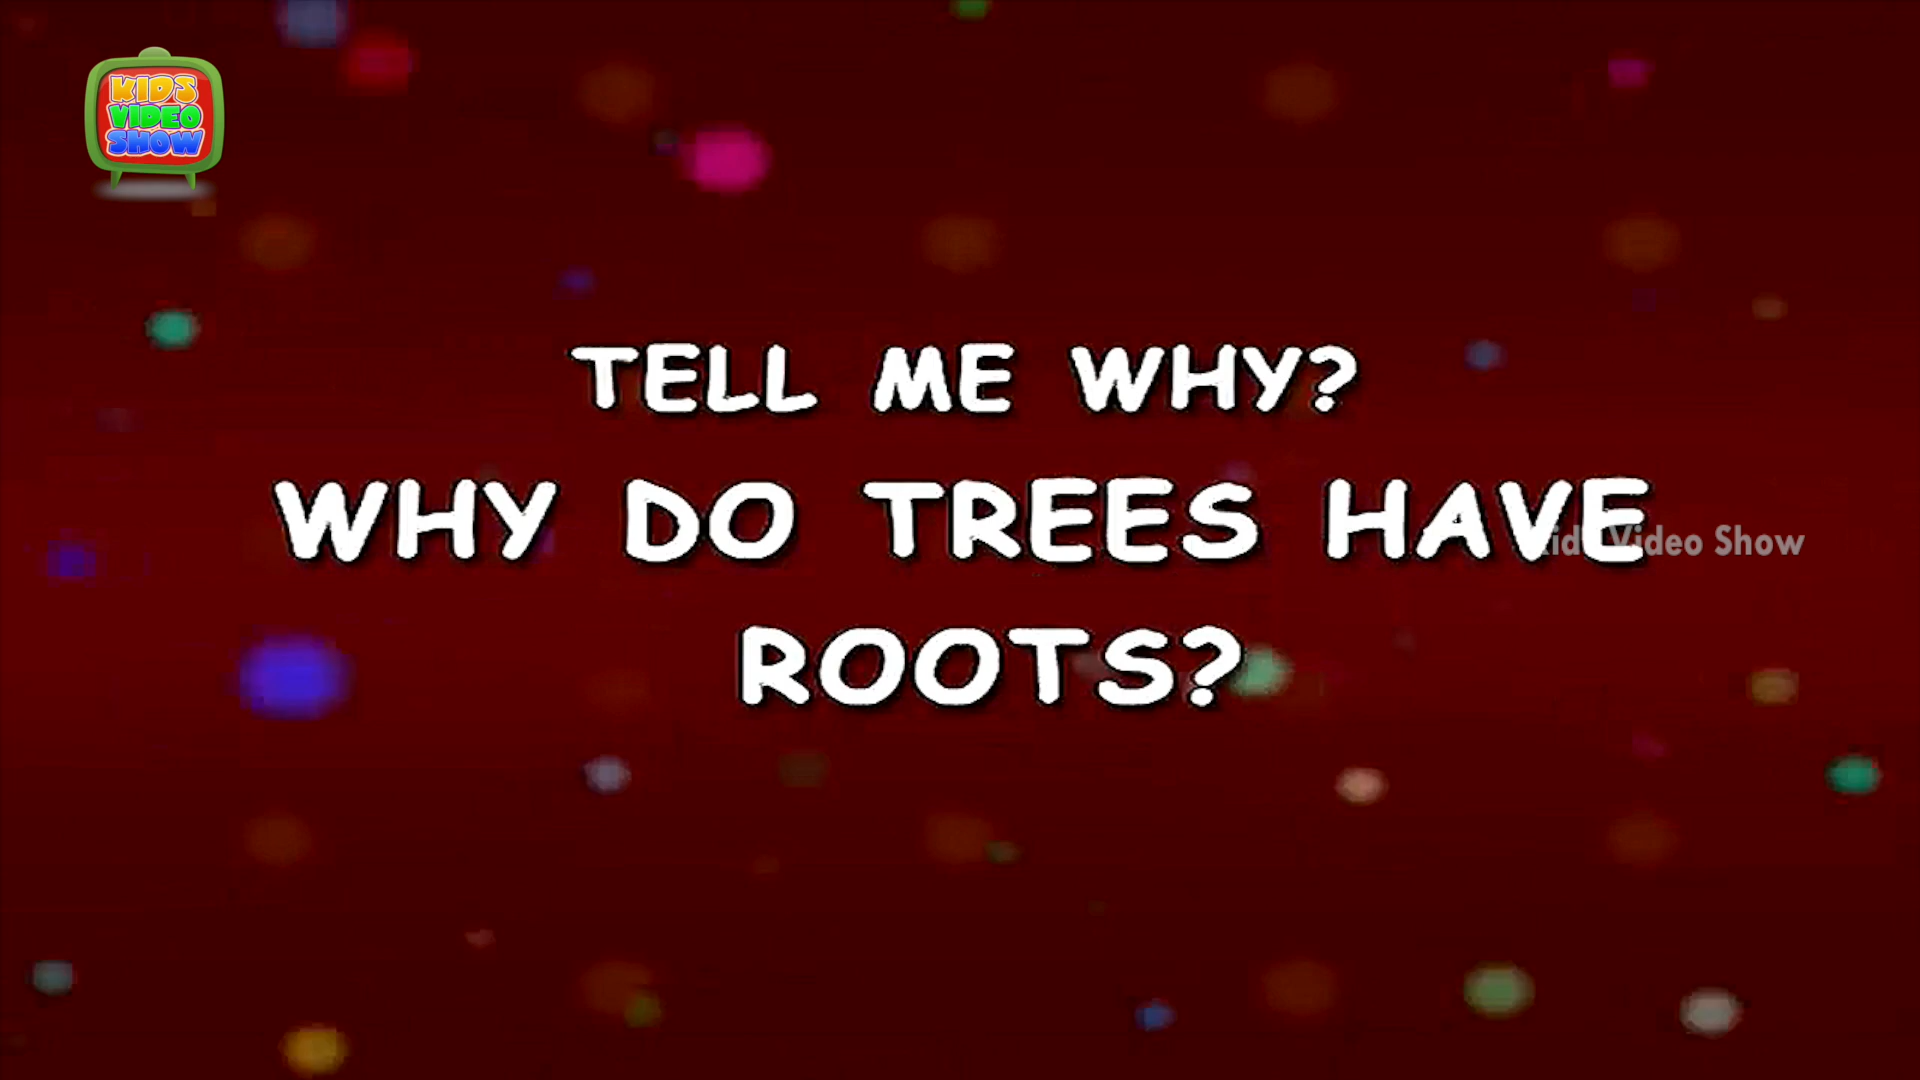 KIDS
VIDEO
SHOW
TELL ME WHY?
WHY DO TREES HAVE
Video Show
ROOTS?